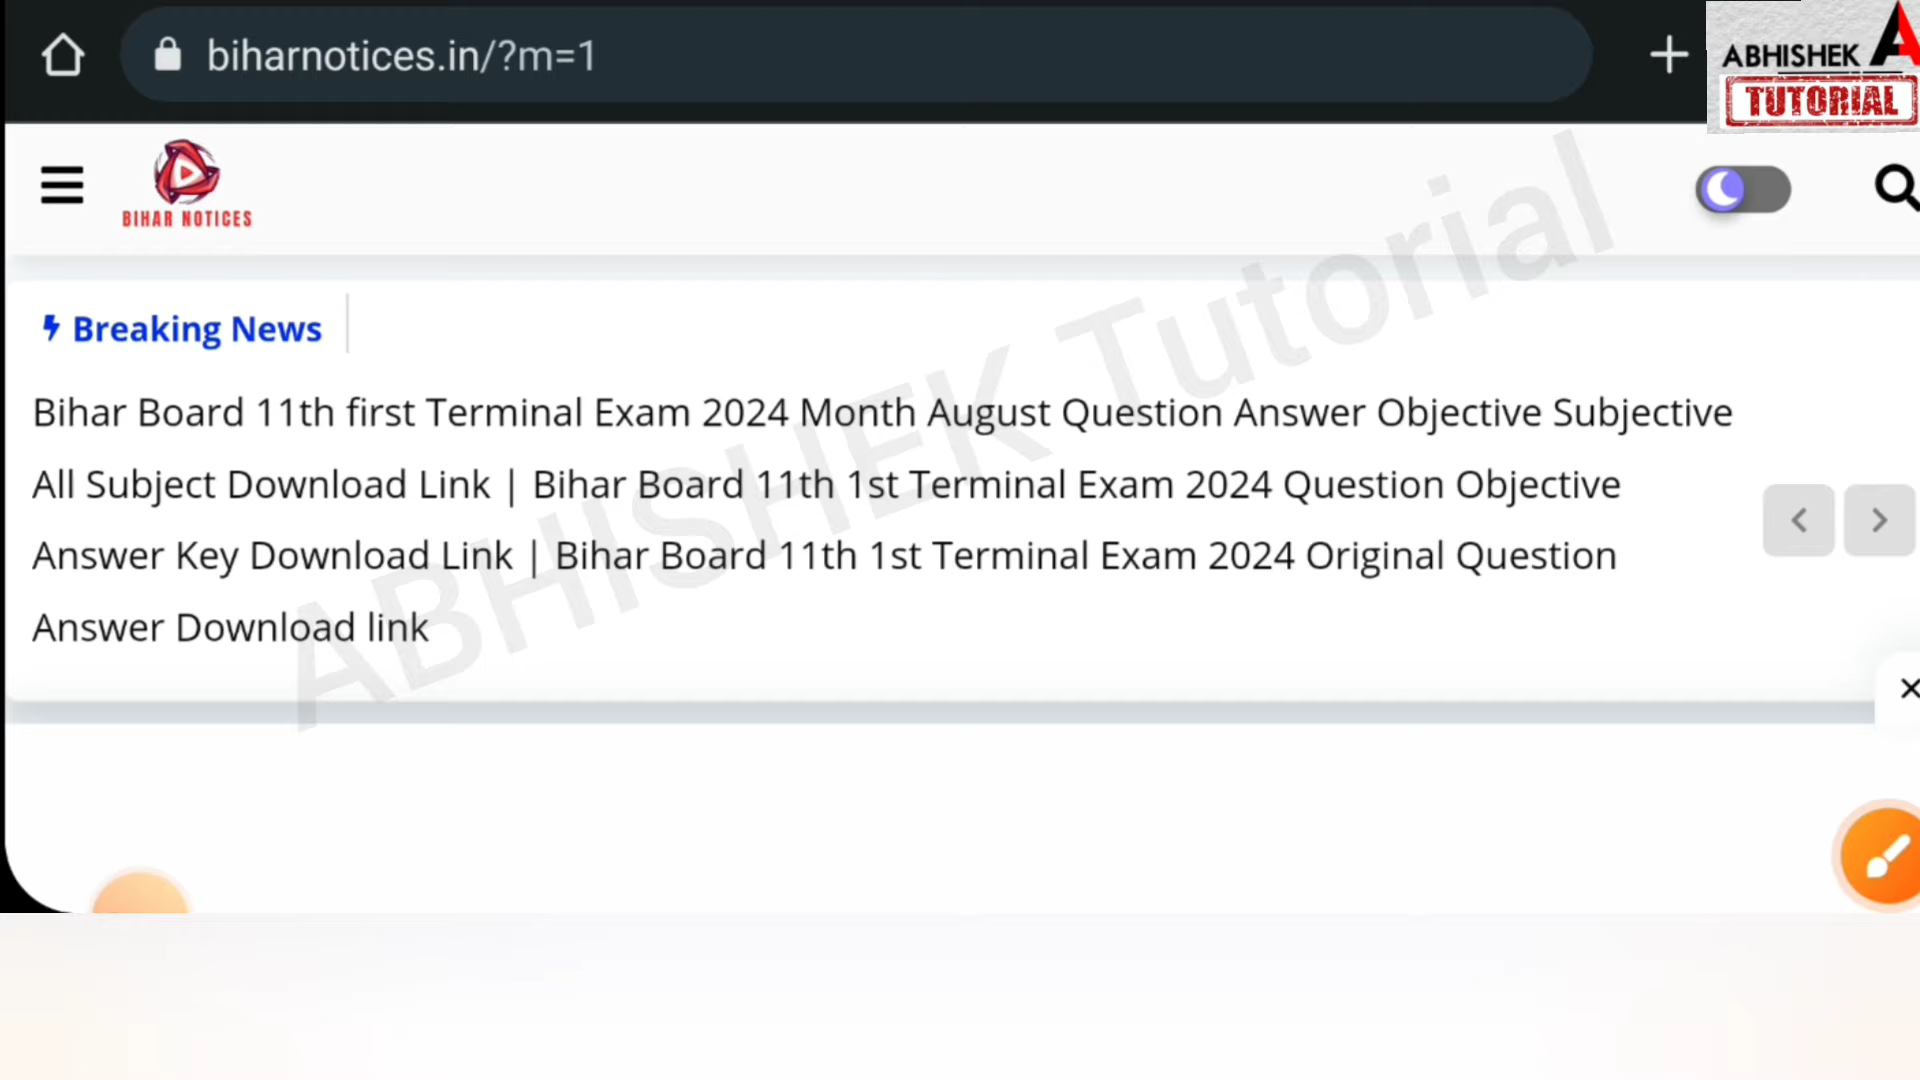 biharnotices.in/?m=1
ABHISHEK A
TUTORIAL
BIHAR NOTICES
Breaking News
Bihar Board 11th first Terminal Exam 2024 Month August Question Answer Objective Subjective
All Subject Download Link | Bihar Board 11th 1st Terminal Exam 2024 Question Objective
Answer Key Download Link | Bihar Board 11th 1st Terminal Exam 2024 Original Question
Answer Download link
ABHISHEK Tutorial